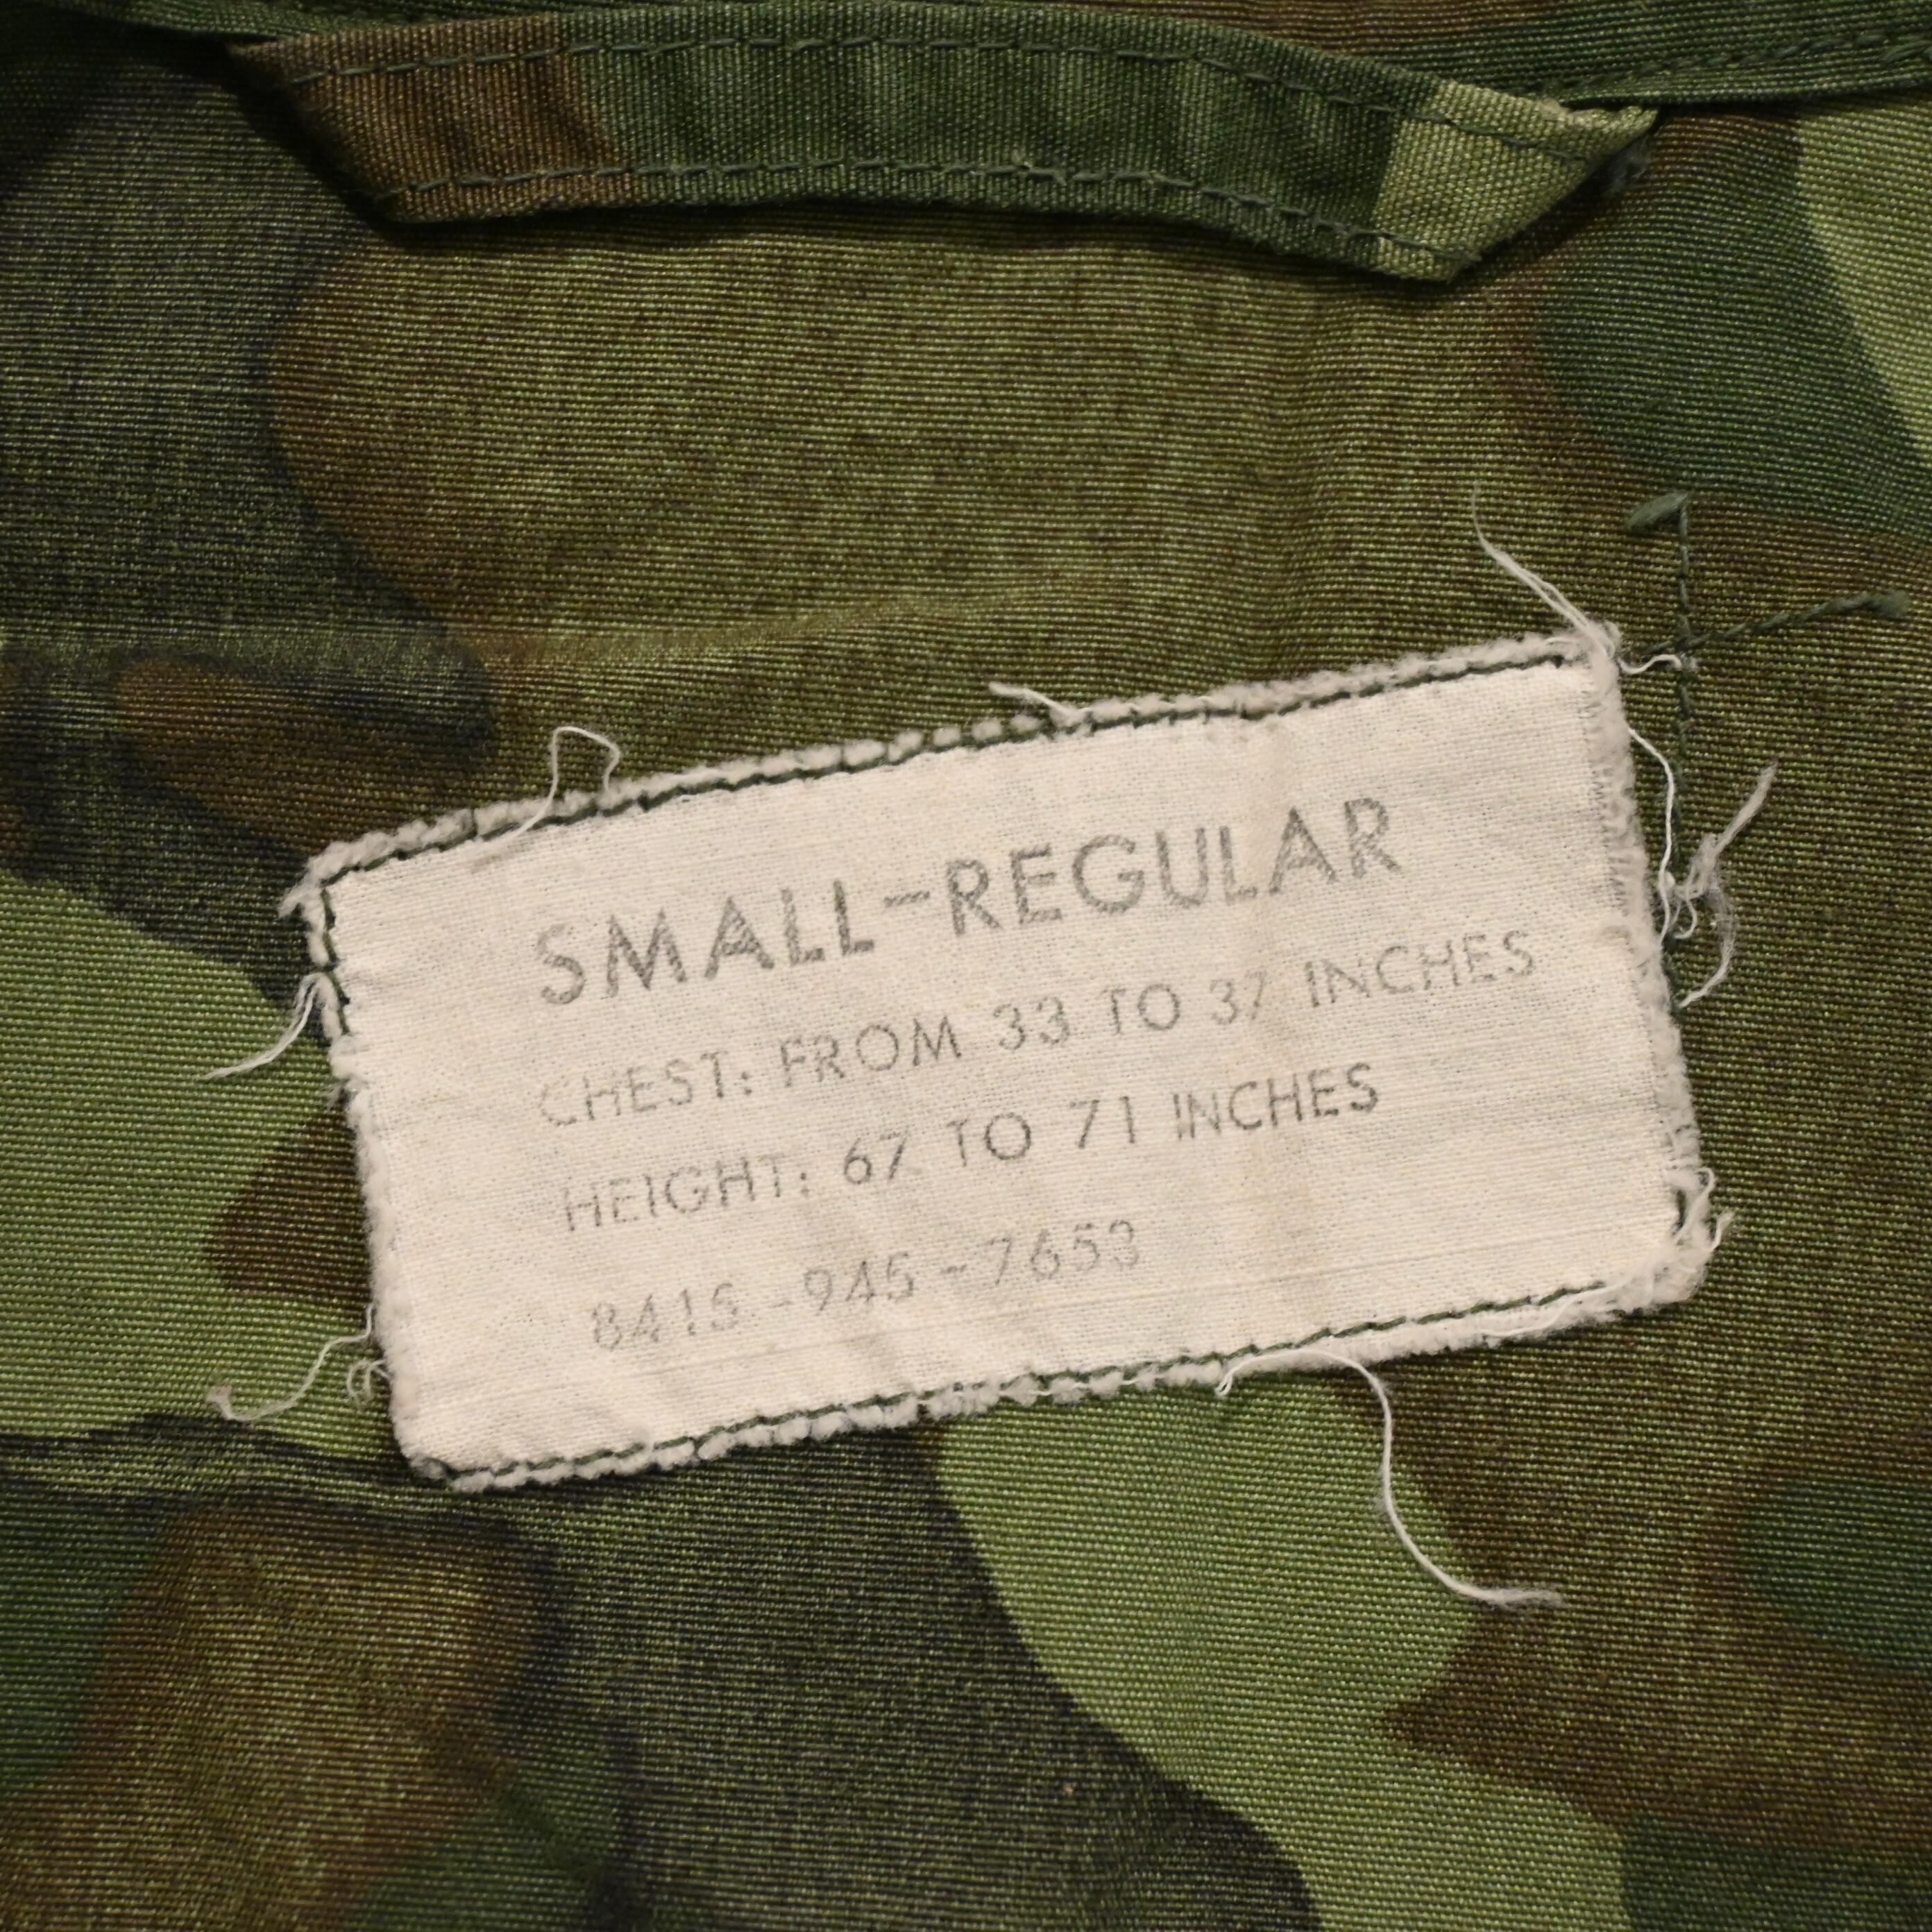 SMALL-REGULAR
CHEST: FROM 33 TO 37 INCHES
HEIGHT: 67 TO 71 INCHES
8415-945-7653